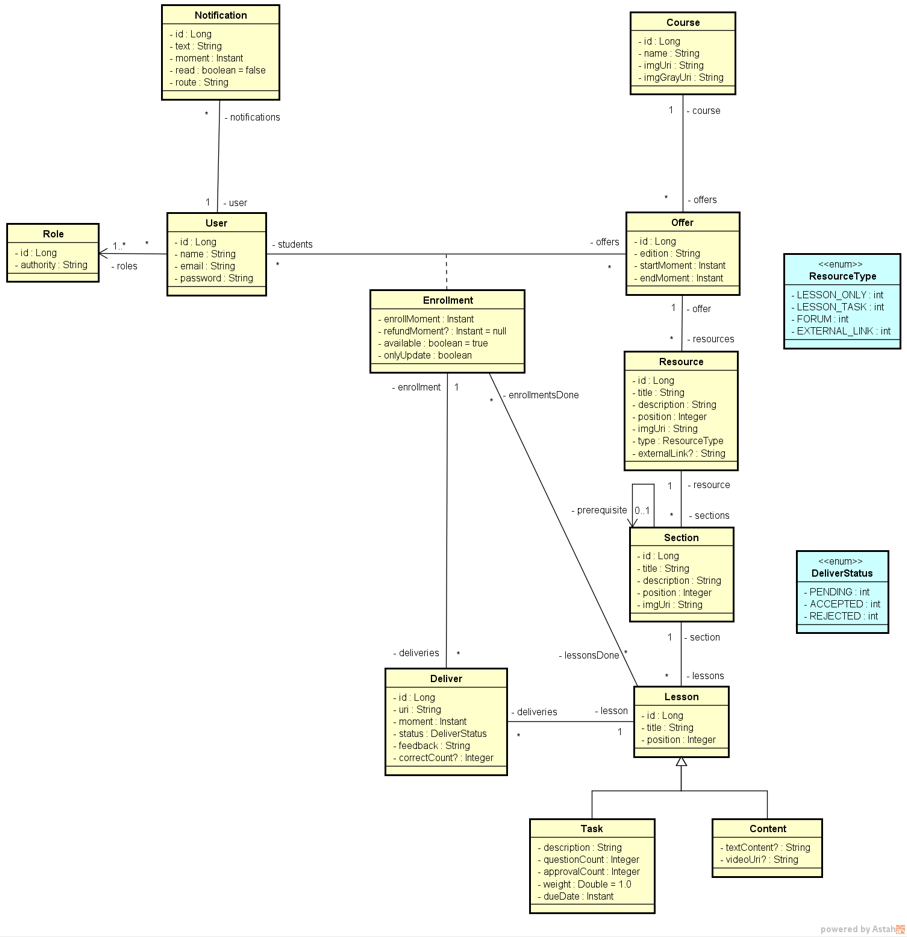 Notification
- id : Long
- text : String
- moment : Instant
- read : boolean = false
- route : String
Course
- id : Long
- name : String
- imgUri : String
- imgGrayUri : String
*
- notifications
1
- course
1
- user
*
- offers
Role
- id : Long
- authority : String
1..*
*
- roles
User
- id : Long
- name : String
- email : String
- password : String
- students
*
- offers
*
Offer
- id : Long
- edition : String
- startMoment : Instant
- endMoment : Instant
<<enum>>
ResourceType
- LESSON_ONLY : int
- LESSON_TASK : int
- FORUM : int
- EXTERNAL_LINK : int
Enrollment
- enrollMoment : Instant
- refundMoment? : Instant = null
- available : boolean = true
- onlyUpdate : boolean
1
- offer
*
- resources
Resource
- id : Long
- title : String
- description : String
- position : Integer
- imgUri : String
- type : ResourceType
- externalLink? : String
- enrollment
1
- enrollmentsDone
*
1
- resource
- prerequisite
0..1
*
- sections
Section
- id : Long
- title : String
- description : String
- position : Integer
- imgUri : String
<<enum>>
DeliverStatus
- PENDING : int
- ACCEPTED : int
- REJECTED : int
1
- section
- deliveries
*
- lessonsDone
*
*
- lessons
Deliver
- id : Long
- uri : String
- moment : Instant
- status : DeliverStatus
- feedback : String
- correctCount? : Integer
- deliveries
*
- lesson
1
Lesson
- id : Long
- title : String
- position : Integer
Task
- description : String
- questionCount : Integer
- approvalCount : Integer
- weight : Double = 1.0
- dueDate : Instant
Content
- textContent? : String
- videoUri? : String
powered by Astah